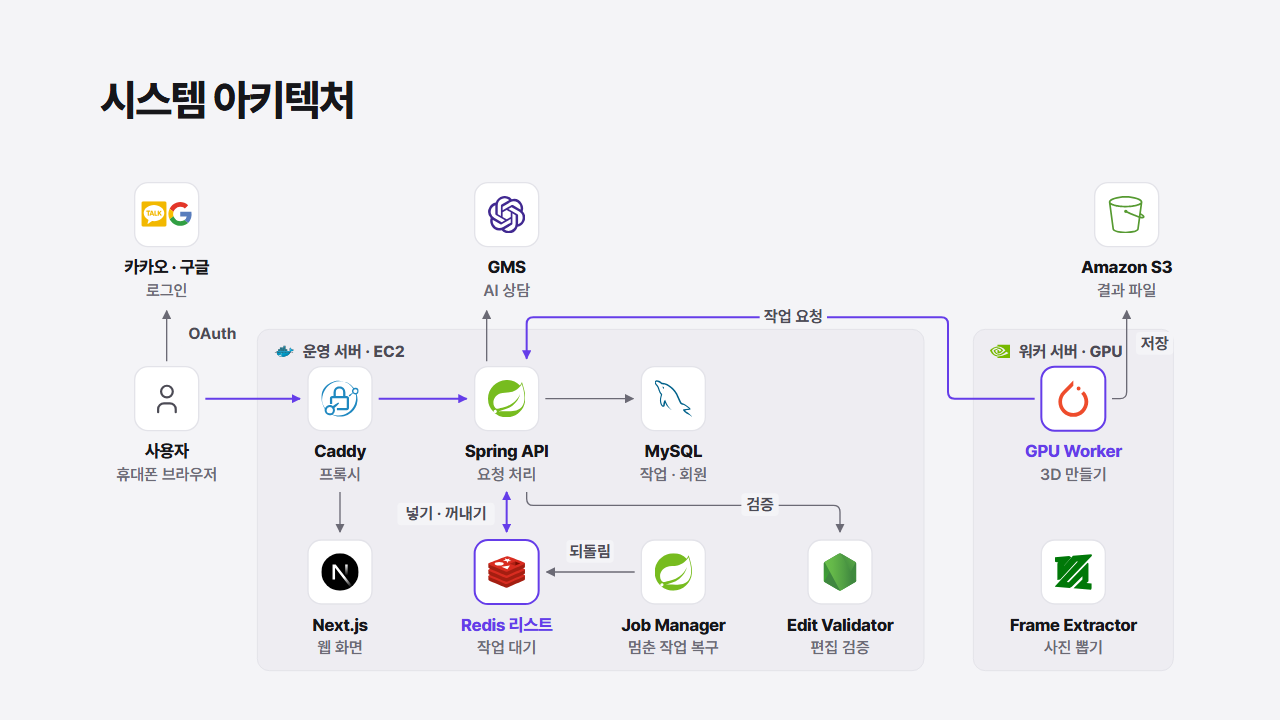 시스템 아키텍처
TALK
카카오 · 구글
로그인
GMS
AI 상담
Amazon S3
결과 파일
작업 요청
OAuth
운영 서버 · EC2
워커 서버 · GPU
저장
사용자
휴대폰 브라우저
Caddy
프록시
Spring API
요청 처리
MySQL
작업 · 회원
GPU Worker
3D 만들기
넣기 · 꺼내기
검증
되돌림
Next.js
웹 화면
Redis 리스트
작업 대기
Job Manager
멈춘 작업 복구
Edit Validator
편집 검증
Frame Extractor
사진 뽑기